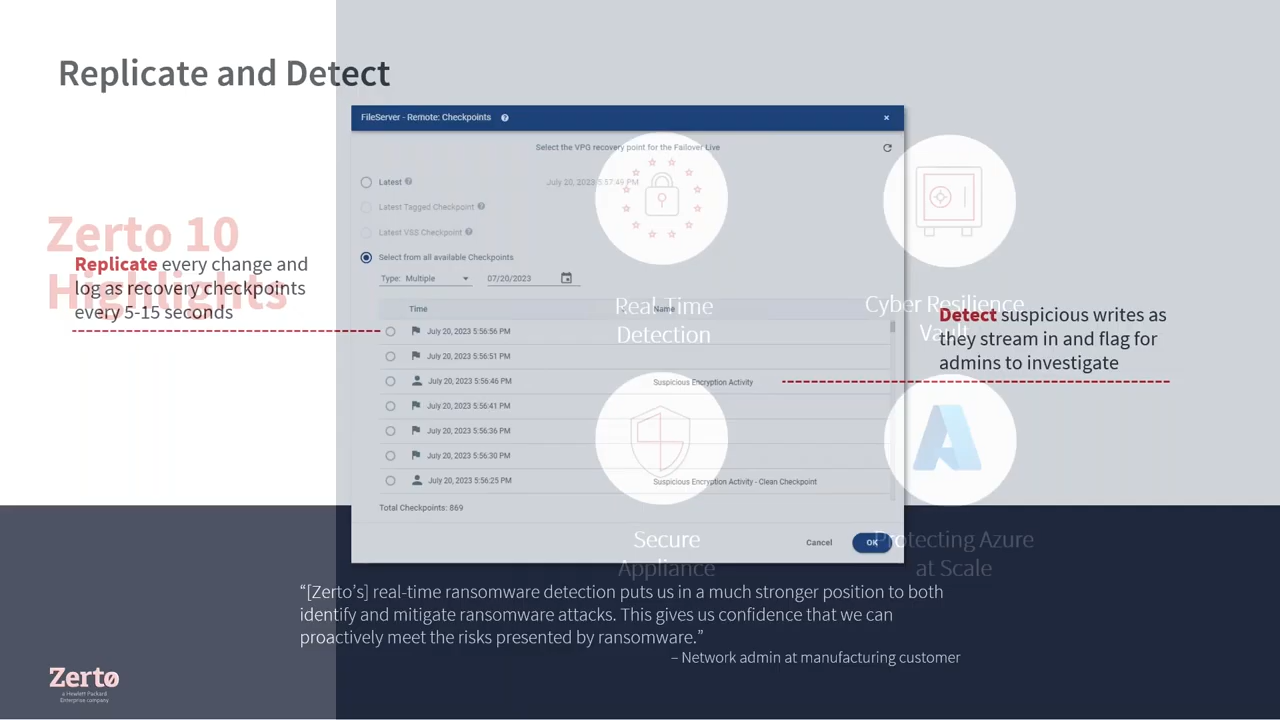 Replicate and Detect
Zerto 10
Highlights
Replicate every change and
log as recovery checkpoints
every 5-15 seconds
FileServer - Remote: Checkpoints
Select the VPG recovery point for the Failover Live
Latest
July 20, 2023 5:57:49 PM
Latest Tagged Checkpoint
Latest VSS Checkpoint
Select from all available Checkpoints
Type: Multiple 07/20/2023
Time Name
July 20, 2023 5:56:56 PM
July 20, 2023 5:56:51 PM
July 20, 2023 5:56:46 PM Suspicious Encryption Activity
July 20, 2023 5:56:41 PM
July 20, 2023 5:56:36 PM
July 20, 2023 5:56:30 PM
July 20, 2023 5:56:25 PM Suspicious Encryption Activity - Clean Checkpoint
Total Checkpoints: 869
Cancel OK
Real-Time
Detection
Cyber Resilience
Vault
Detect suspicious writes as
they stream in and flag for
admins to investigate
Secure
Appliance
Protecting Azure
at Scale
“[Zerto’s] real-time ransomware detection puts us in a much stronger position to both
identify and mitigate ransomware attacks. This gives us confidence that we can
proactively meet the risks presented by ransomware.”
– Network admin at manufacturing customer
Zerto
a Hewlett Packard
Enterprise company